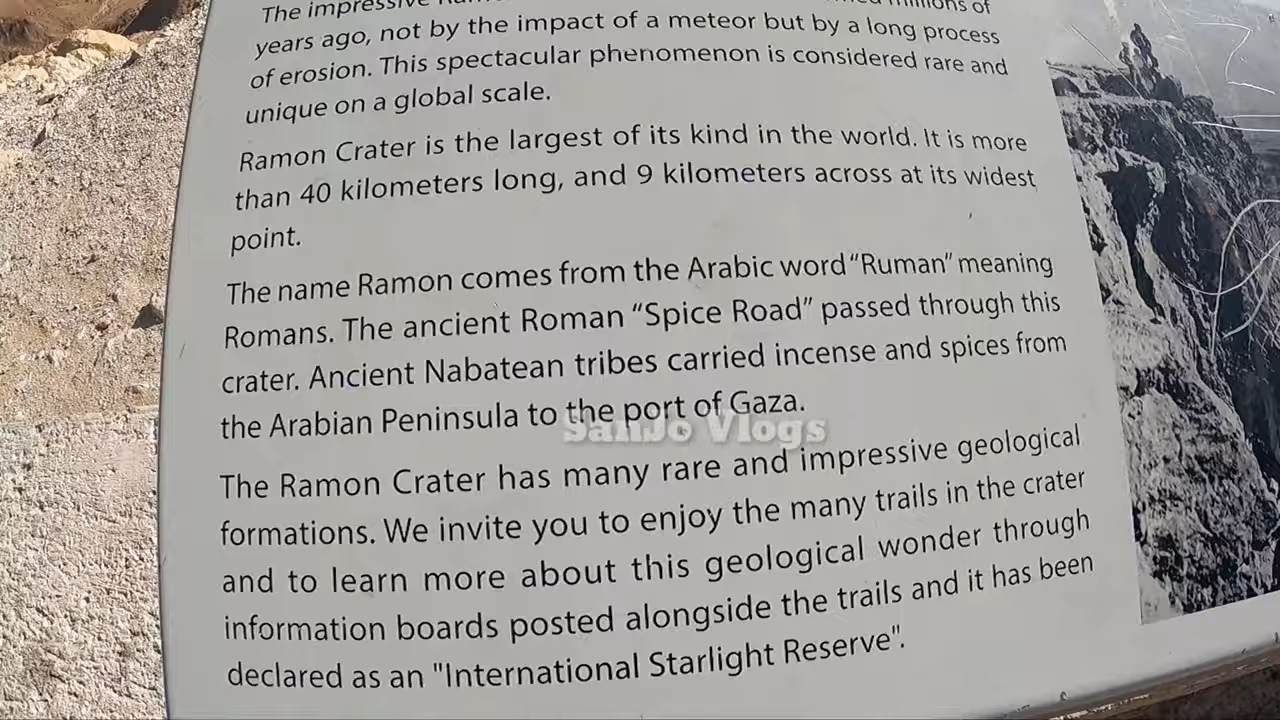 The impressive
millions of
years ago, not by the impact of a meteor but by a long process
of erosion. This spectacular phenomenon is considered rare and
unique on a global scale.
Ramon Crater is the largest of its kind in the world. It is more
than 40 kilometers long, and 9 kilometers across at its widest
point.
The name Ramon comes from the Arabic word “Ruman” meaning
Romans. The ancient Roman “Spice Road” passed through this
crater. Ancient Nabatean tribes carried incense and spices from
the Arabian Peninsula to the port of Gaza.
SanJo Vlogs
The Ramon Crater has many rare and impressive geological
formations. We invite you to enjoy the many trails in the crater
and to learn more about this geological wonder through
information boards posted alongside the trails and it has been
declared as an "International Starlight Reserve".